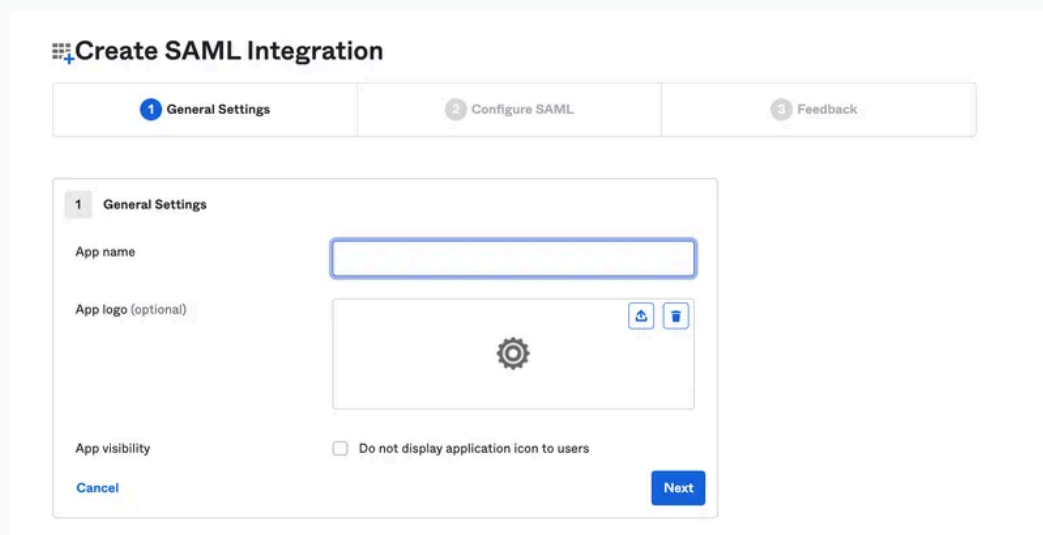 Create SAML Integration
1 General Settings
2 Configure SAML
3 Feedback
1 General Settings
App name
App logo (optional)
App visibility
Do not display application icon to users
Cancel
Next